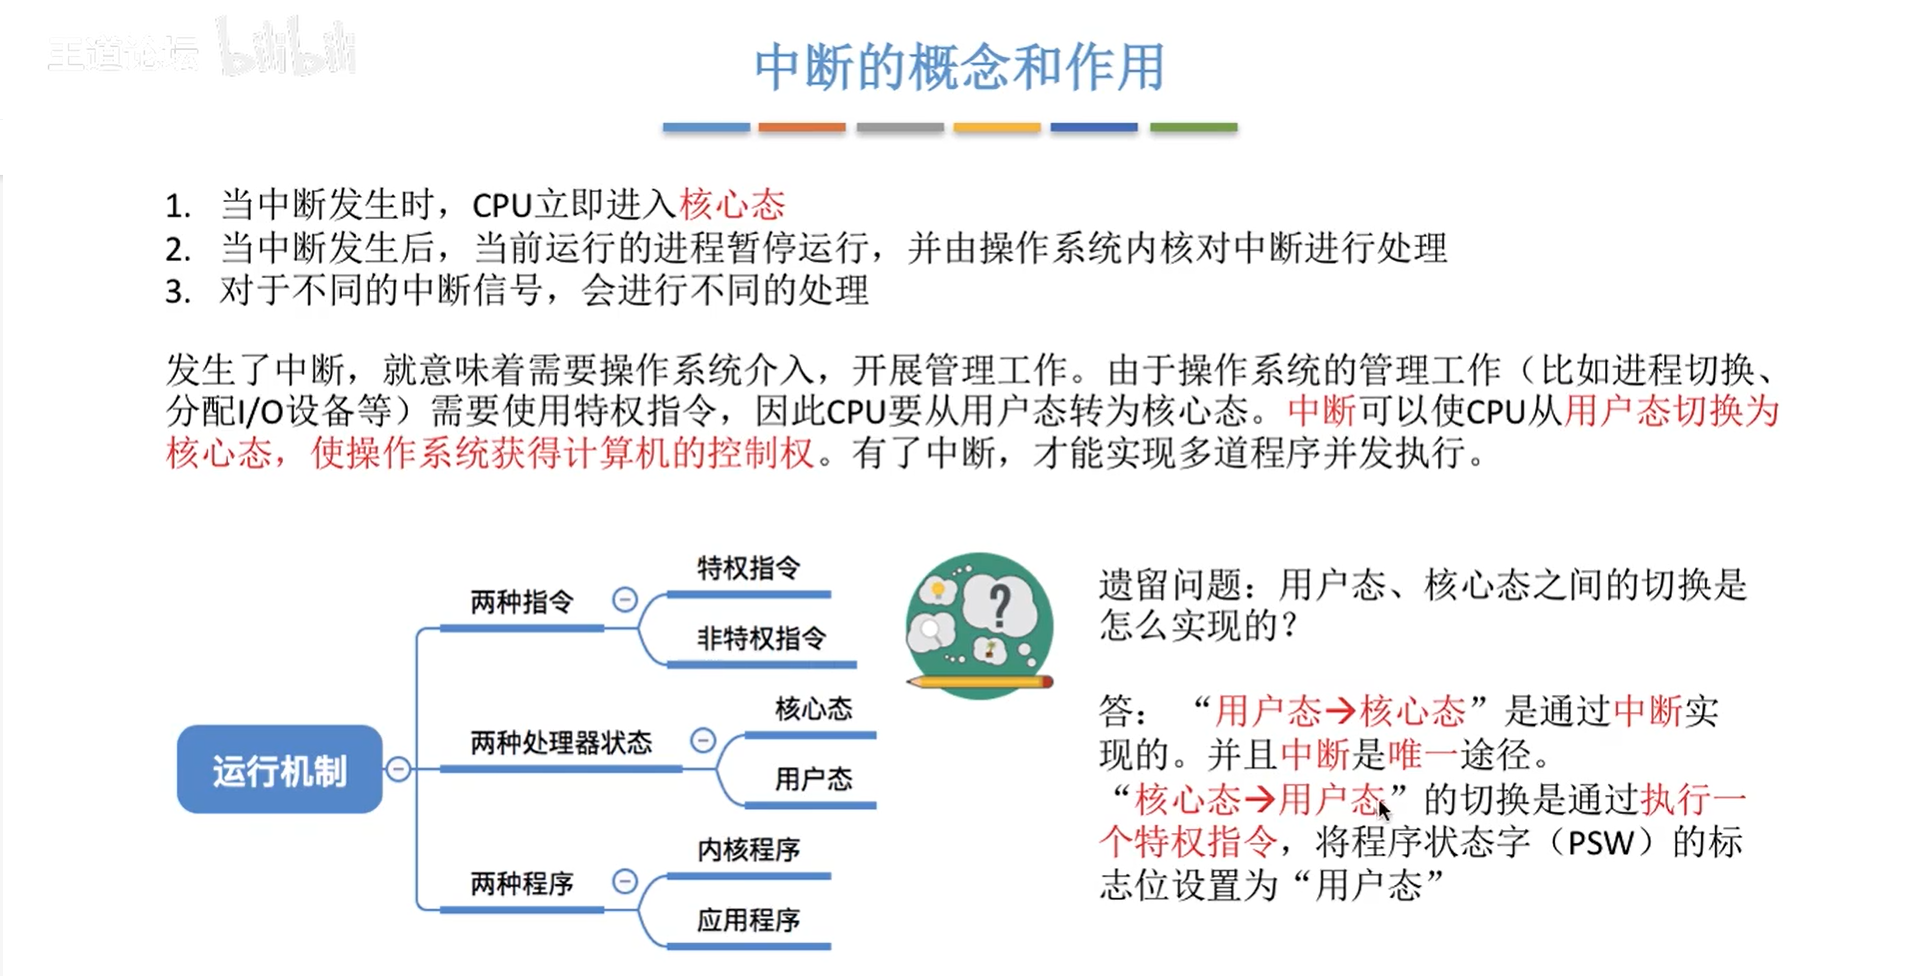 王道论坛 bilibili
中断的概念和作用
1. 当中断发生时，CPU立即进入核心态
2. 当中断发生后，当前运行的进程暂停运行，并由操作系统内核对中断进行处理
3. 对于不同的中断信号，会进行不同的处理
发生了中断，就意味着需要操作系统介入，开展管理工作。由于操作系统的管理工作（比如进程切换、
分配I/O设备等）需要使用特权指令，因此CPU要从用户态转为核心态。中断可以使CPU从用户态切换为
核心态，使操作系统获得计算机的控制权。有了中断，才能实现多道程序并发执行。
运行机制
两种指令
特权指令
非特权指令
两种处理器状态
核心态
用户态
两种程序
内核程序
应用程序
?
遗留问题：用户态、核心态之间的切换是
怎么实现的？
答： “用户态→核心态”是通过中断实
现的。并且中断是唯一途径。
“核心态→用户态”的切换是通过执行一
个特权指令，将程序状态字（PSW）的标
志位设置为“用户态”